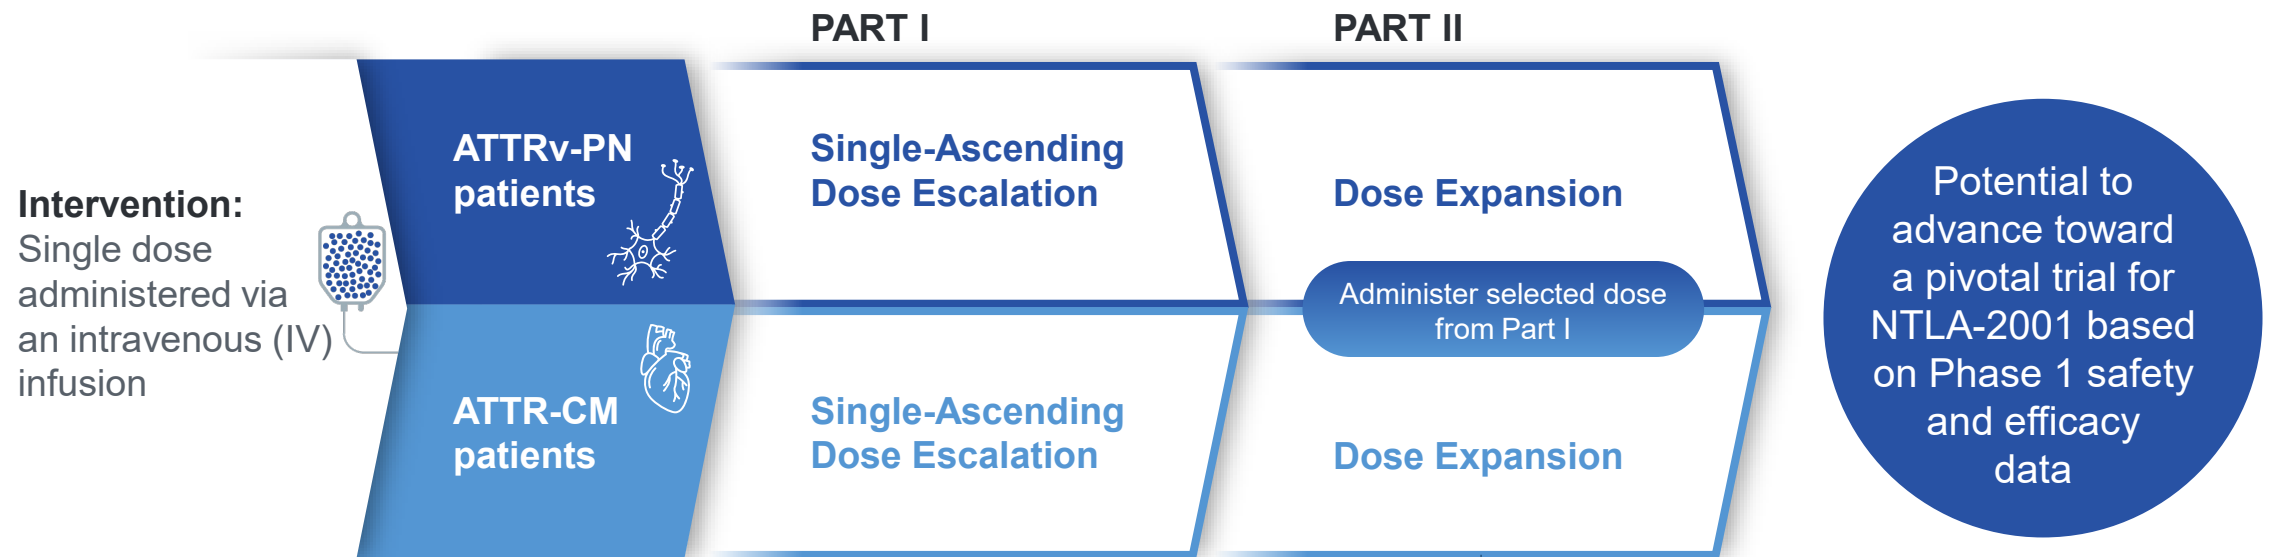 PART I
PART II
Intervention:
Single dose
administered via
an intravenous (IV)
infusion
ATTRv-PN
patients
Single-Ascending
Dose Escalation
Dose Expansion
Administer selected dose
from Part I
ATTR-CM
patients
Single-Ascending
Dose Escalation
Dose Expansion
Potential to
advance toward
a pivotal trial for
NTLA-2001 based
on Phase 1 safety
and efficacy
data